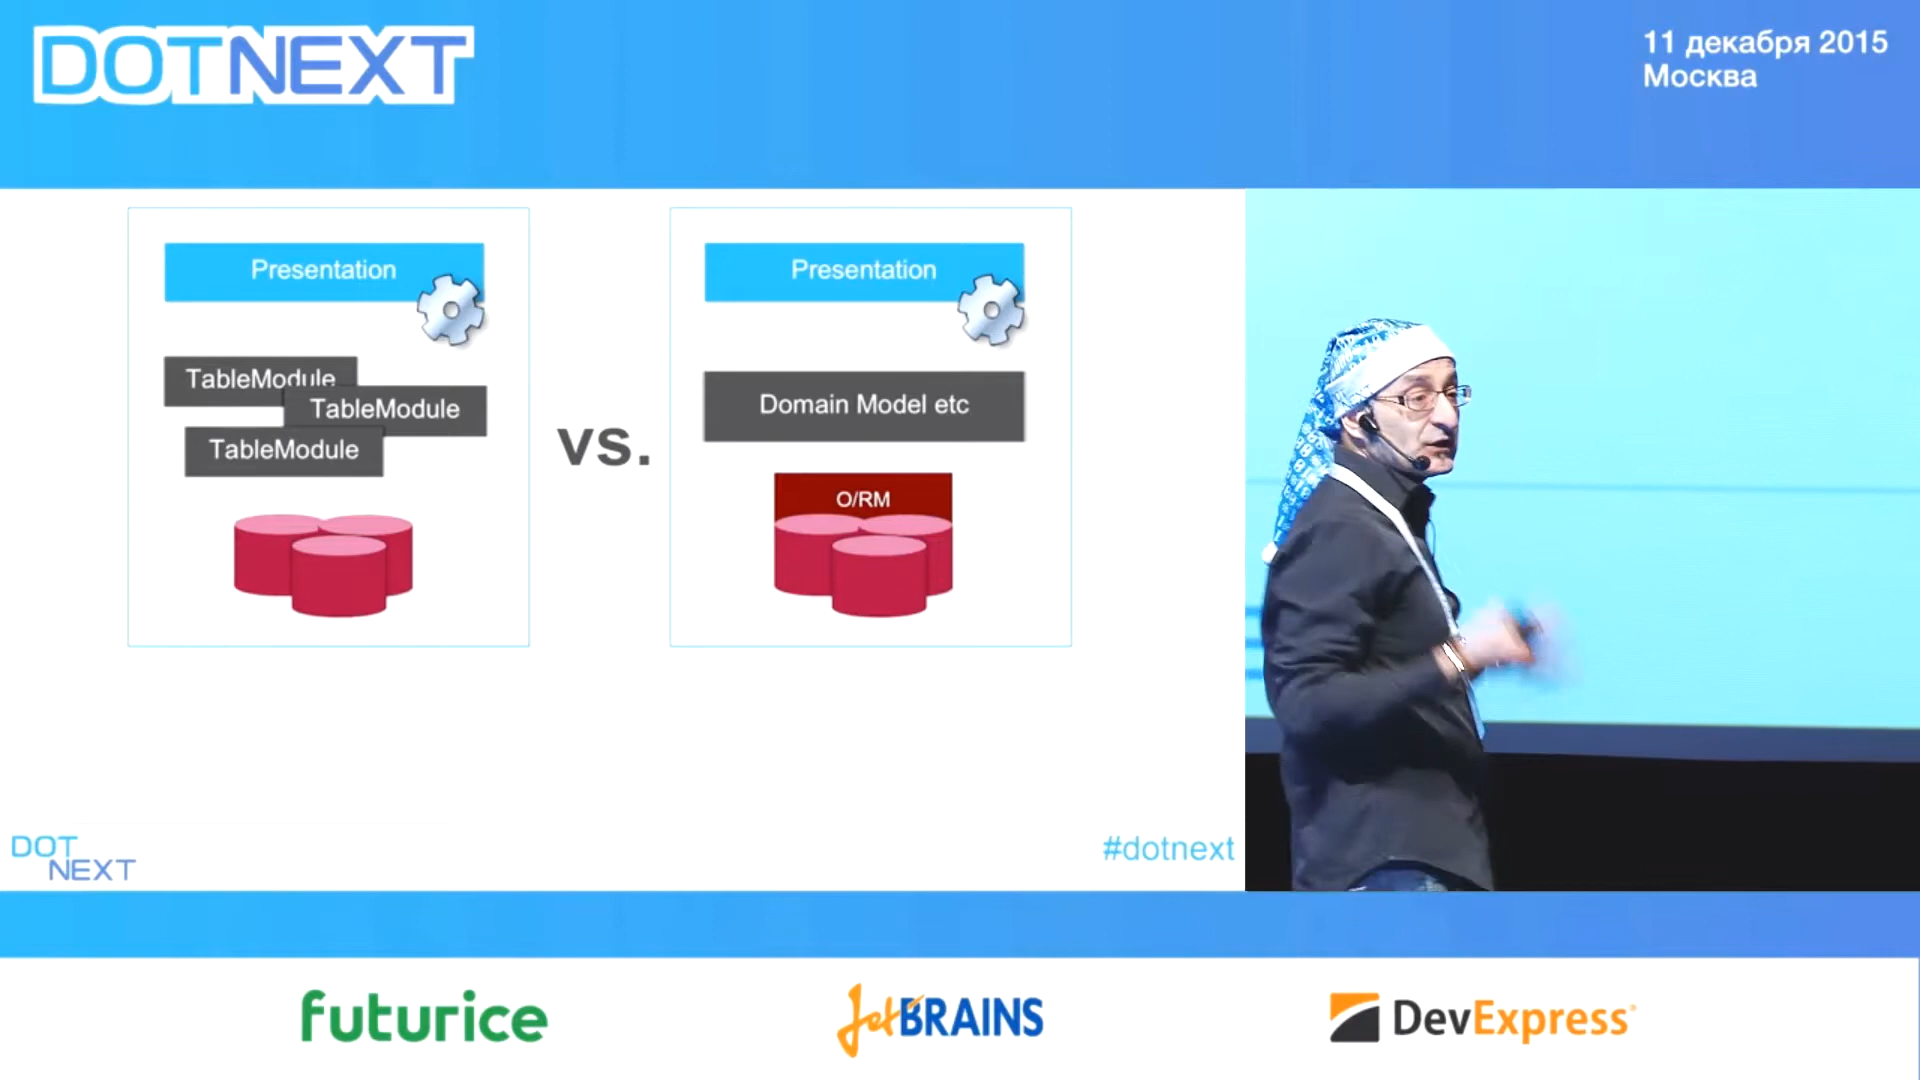 DOTNEXT
11 декабря 2015
Москва
Presentation
TableModule
TableModule
TableModule
vs.
Presentation
Domain Model etc
O/RM
DOT
NEXT
#dotnext
futurice
JetBRAINS
DevExpress